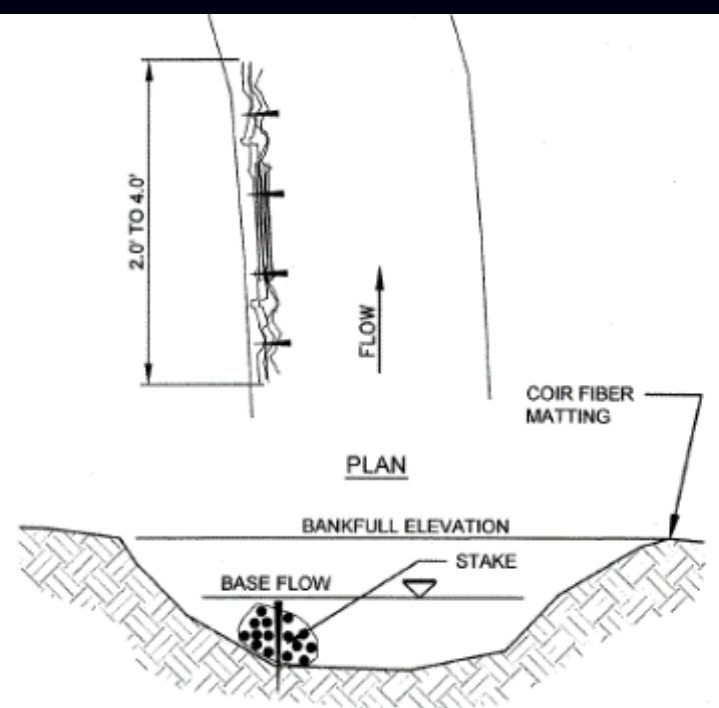 2.0' TO 4.0'
FLOW
COIR FIBER
MATTING
PLAN
BANKFULL ELEVATION
STAKE
BASE FLOW